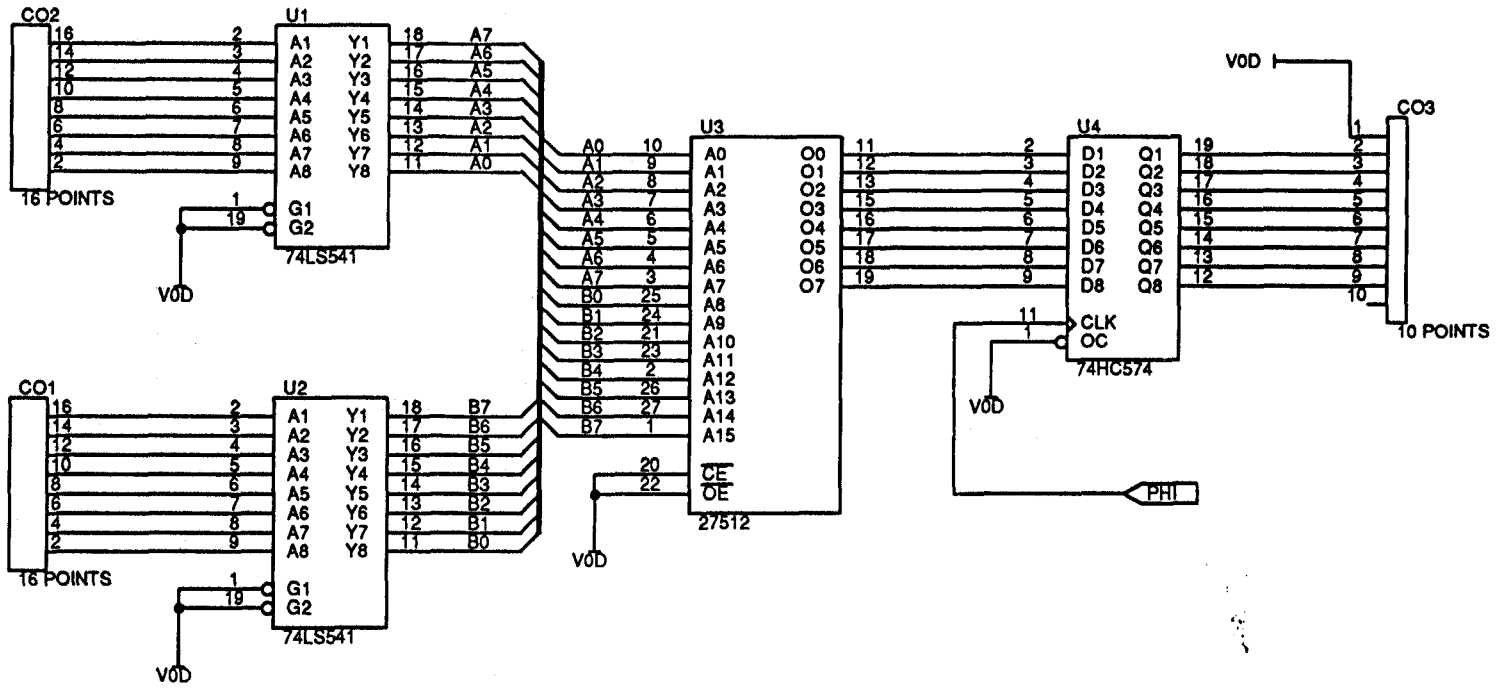 CO2
16
14
12
10
8
6
4
2
16 POINTS
U1
2 A1 Y1 18 A7
3 A2 Y2 17 A6
4 A3 Y3 16 A5
5 A4 Y4 15 A4
6 A5 Y5 14 A3
7 A6 Y6 13 A2
8 A7 Y7 12 A1
9 A8 Y8 11 A0
1 G1
19 G2
74LS541
V0D
CO1
16
14
12
10
8
6
4
2
16 POINTS
U2
2 A1 Y1 18 B7
3 A2 Y2 17 B6
4 A3 Y3 16 B5
5 A4 Y4 15 B4
6 A5 Y5 14 B3
7 A6 Y6 13 B2
8 A7 Y7 12 B1
9 A8 Y8 11 B0
1 G1
19 G2
74LS541
V0D
U3
A0 10 A0 O0 11
A1 9 A1 O1 12
A2 8 A2 O2 13
A3 7 A3 O3 15
A4 6 A4 O4 16
A5 5 A5 O5 17
A6 4 A6 O6 18
A7 3 A7 O7 19
B0 25 A8
B1 24 A9
B2 21 A10
B3 23 A11
B4 2 A12
B5 26 A13
B6 27 A14
B7 1 A15
20 CE
22 OE
27512
V0D
U4
2 D1 Q1 19
3 D2 Q2 18
4 D3 Q3 17
5 D4 Q4 16
6 D5 Q5 15
7 D6 Q6 14
8 D7 Q7 13
9 D8 Q8 12
11 CLK
1 OC
74HC574
V0D
PHI
V0D
CO3
1
2
3
4
5
6
7
8
9
10
10 POINTS